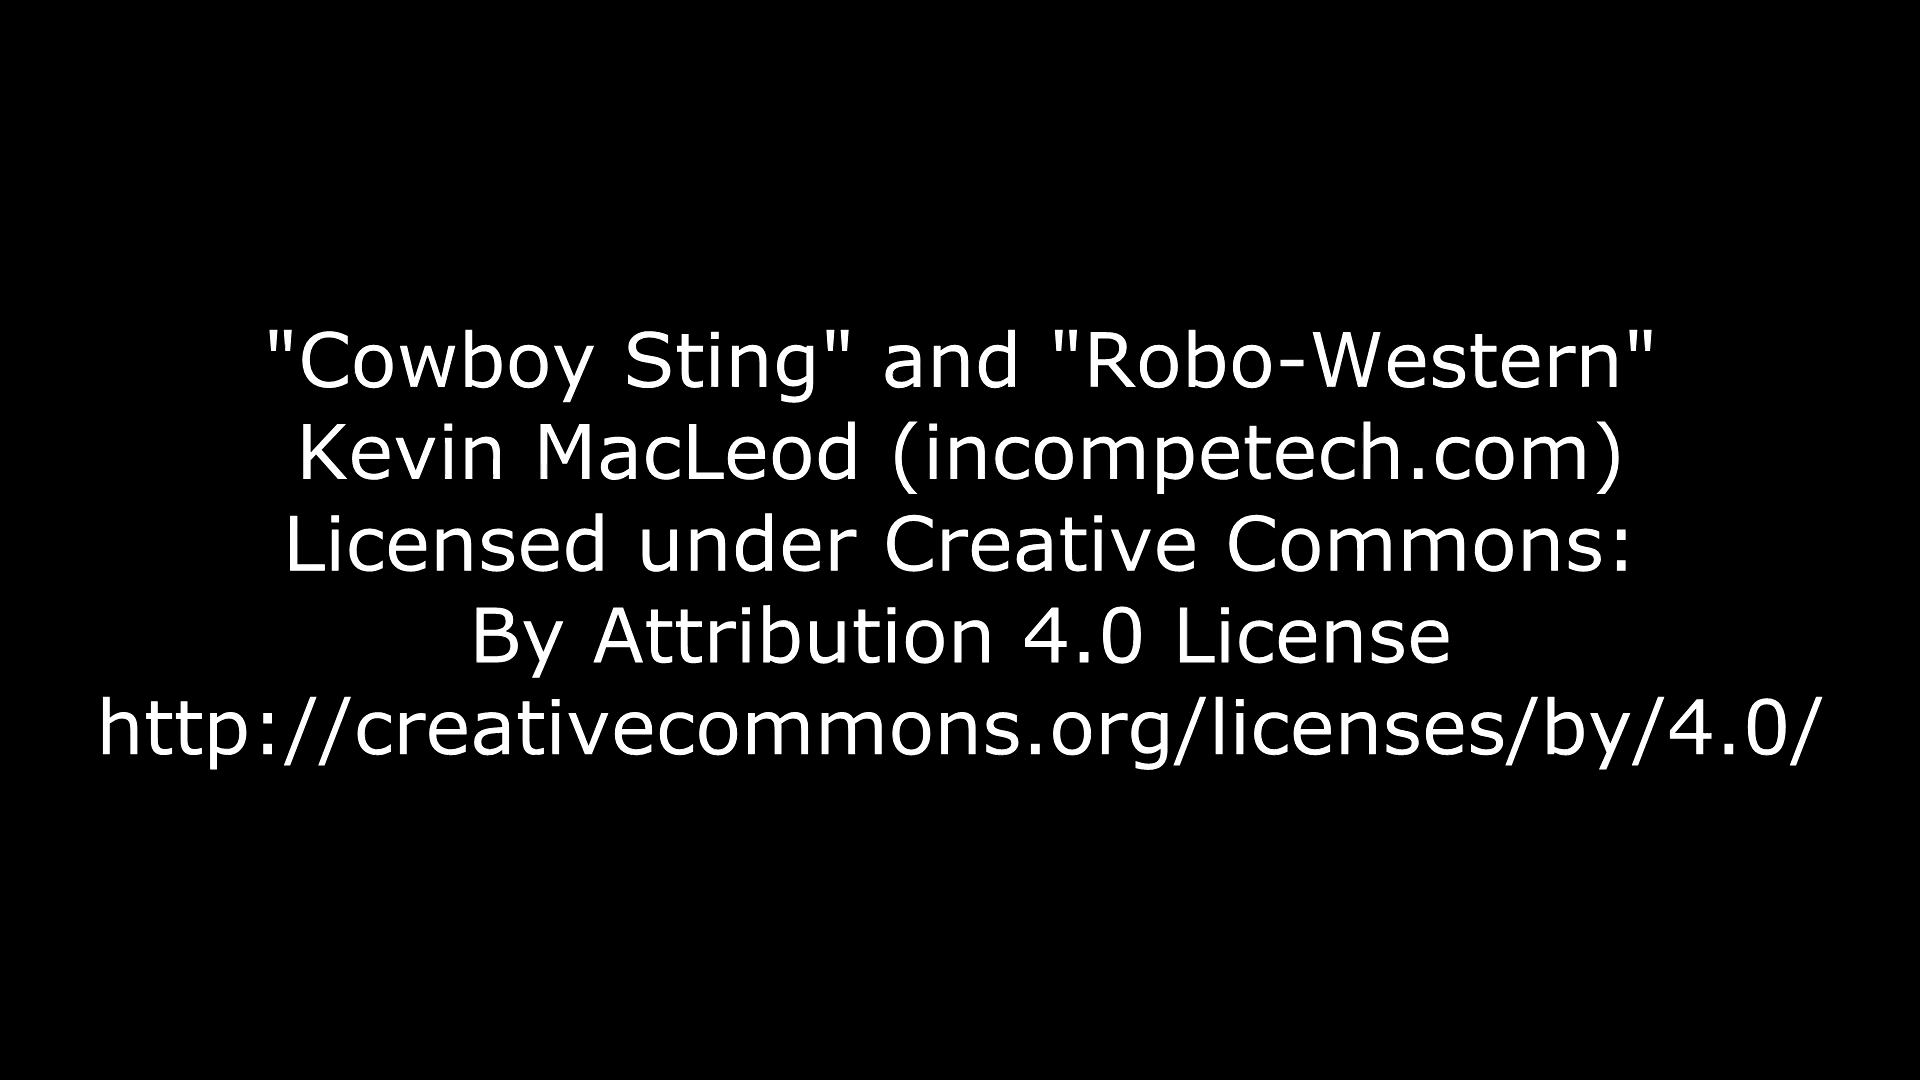 "Cowboy Sting" and "Robo-Western"
Kevin MacLeod (incompetech.com)
Licensed under Creative Commons:
By Attribution 4.0 License
http://creativecommons.org/licenses/by/4.0/